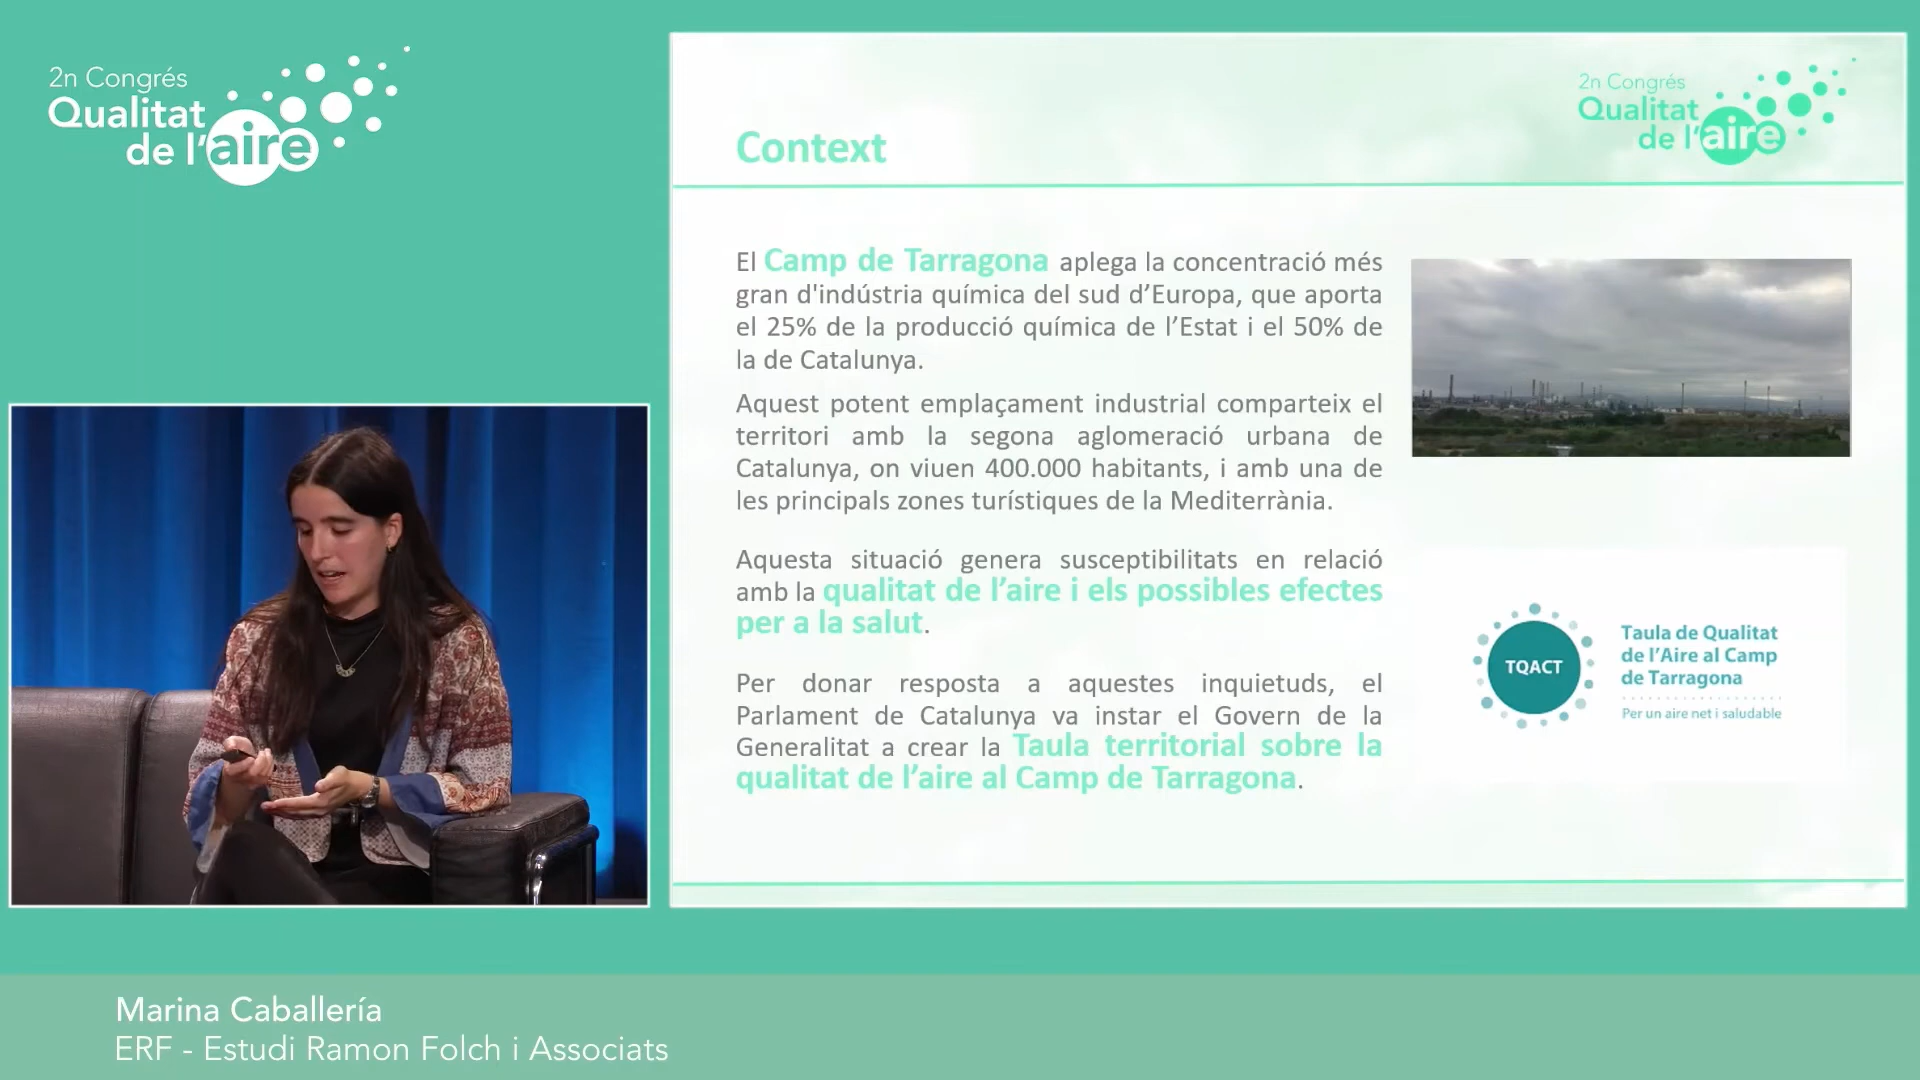 2n Congrés
Qualitat
de l'aire
2n Congrés
Qualitat
de l'aire
Context
El Camp de Tarragona aplega la concentració més
gran d'indústria química del sud d’Europa, que aporta
el 25% de la producció química de l’Estat i el 50% de
la de Catalunya.
Aquest potent emplaçament industrial comparteix el
territori amb la segona aglomeració urbana de
Catalunya, on viuen 400.000 habitants, i amb una de
les principals zones turístiques de la Mediterrània.
Aquesta situació genera susceptibilitats en relació
amb la qualitat de l’aire i els possibles efectes
per a la salut.
Per donar resposta a aquestes inquietuds, el
Parlament de Catalunya va instar el Govern de la
Generalitat a crear la Taula territorial sobre la
qualitat de l’aire al Camp de Tarragona.
TQACT
Taula de Qualitat
de l’Aire al Camp
de Tarragona
Per un aire net i saludable
Marina Caballería
ERF - Estudi Ramon Folch i Associats